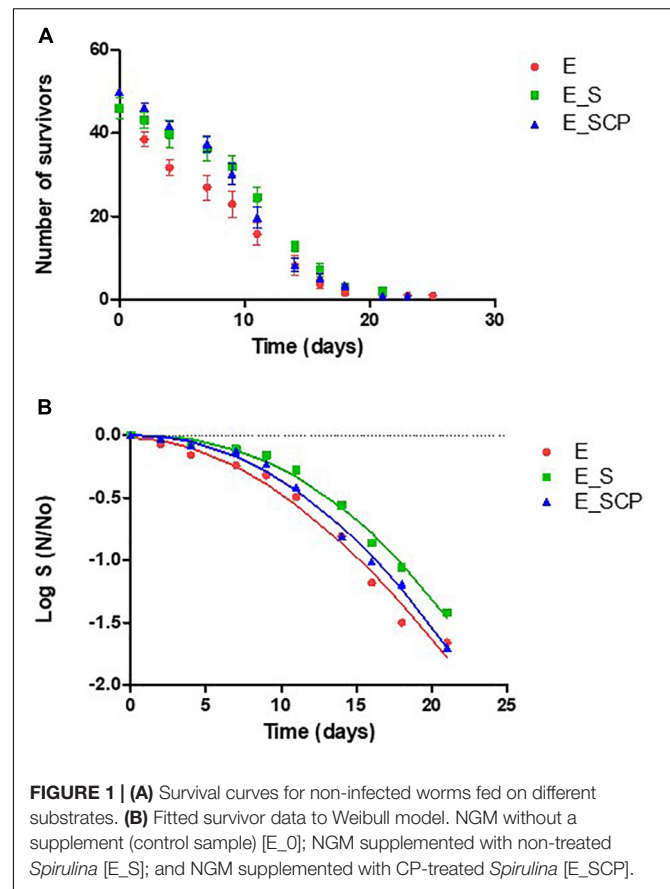 A
60
40
20
0
Number of survivors
0 10 20 30
Time (days)
E
E_S
E_SCP
B
0.0
-0.5
-1.0
-1.5
-2.0
Log S (N/No)
0 5 10 15 20 25
Time (days)
E
E_S
E_SCP
FIGURE 1 | (A) Survival curves for non-infected worms fed on different
substrates. (B) Fitted survivor data to Weibull model. NGM without a
supplement (control sample) [E_0]; NGM supplemented with non-treated
Spirulina [E_S]; and NGM supplemented with CP-treated Spirulina [E_SCP].